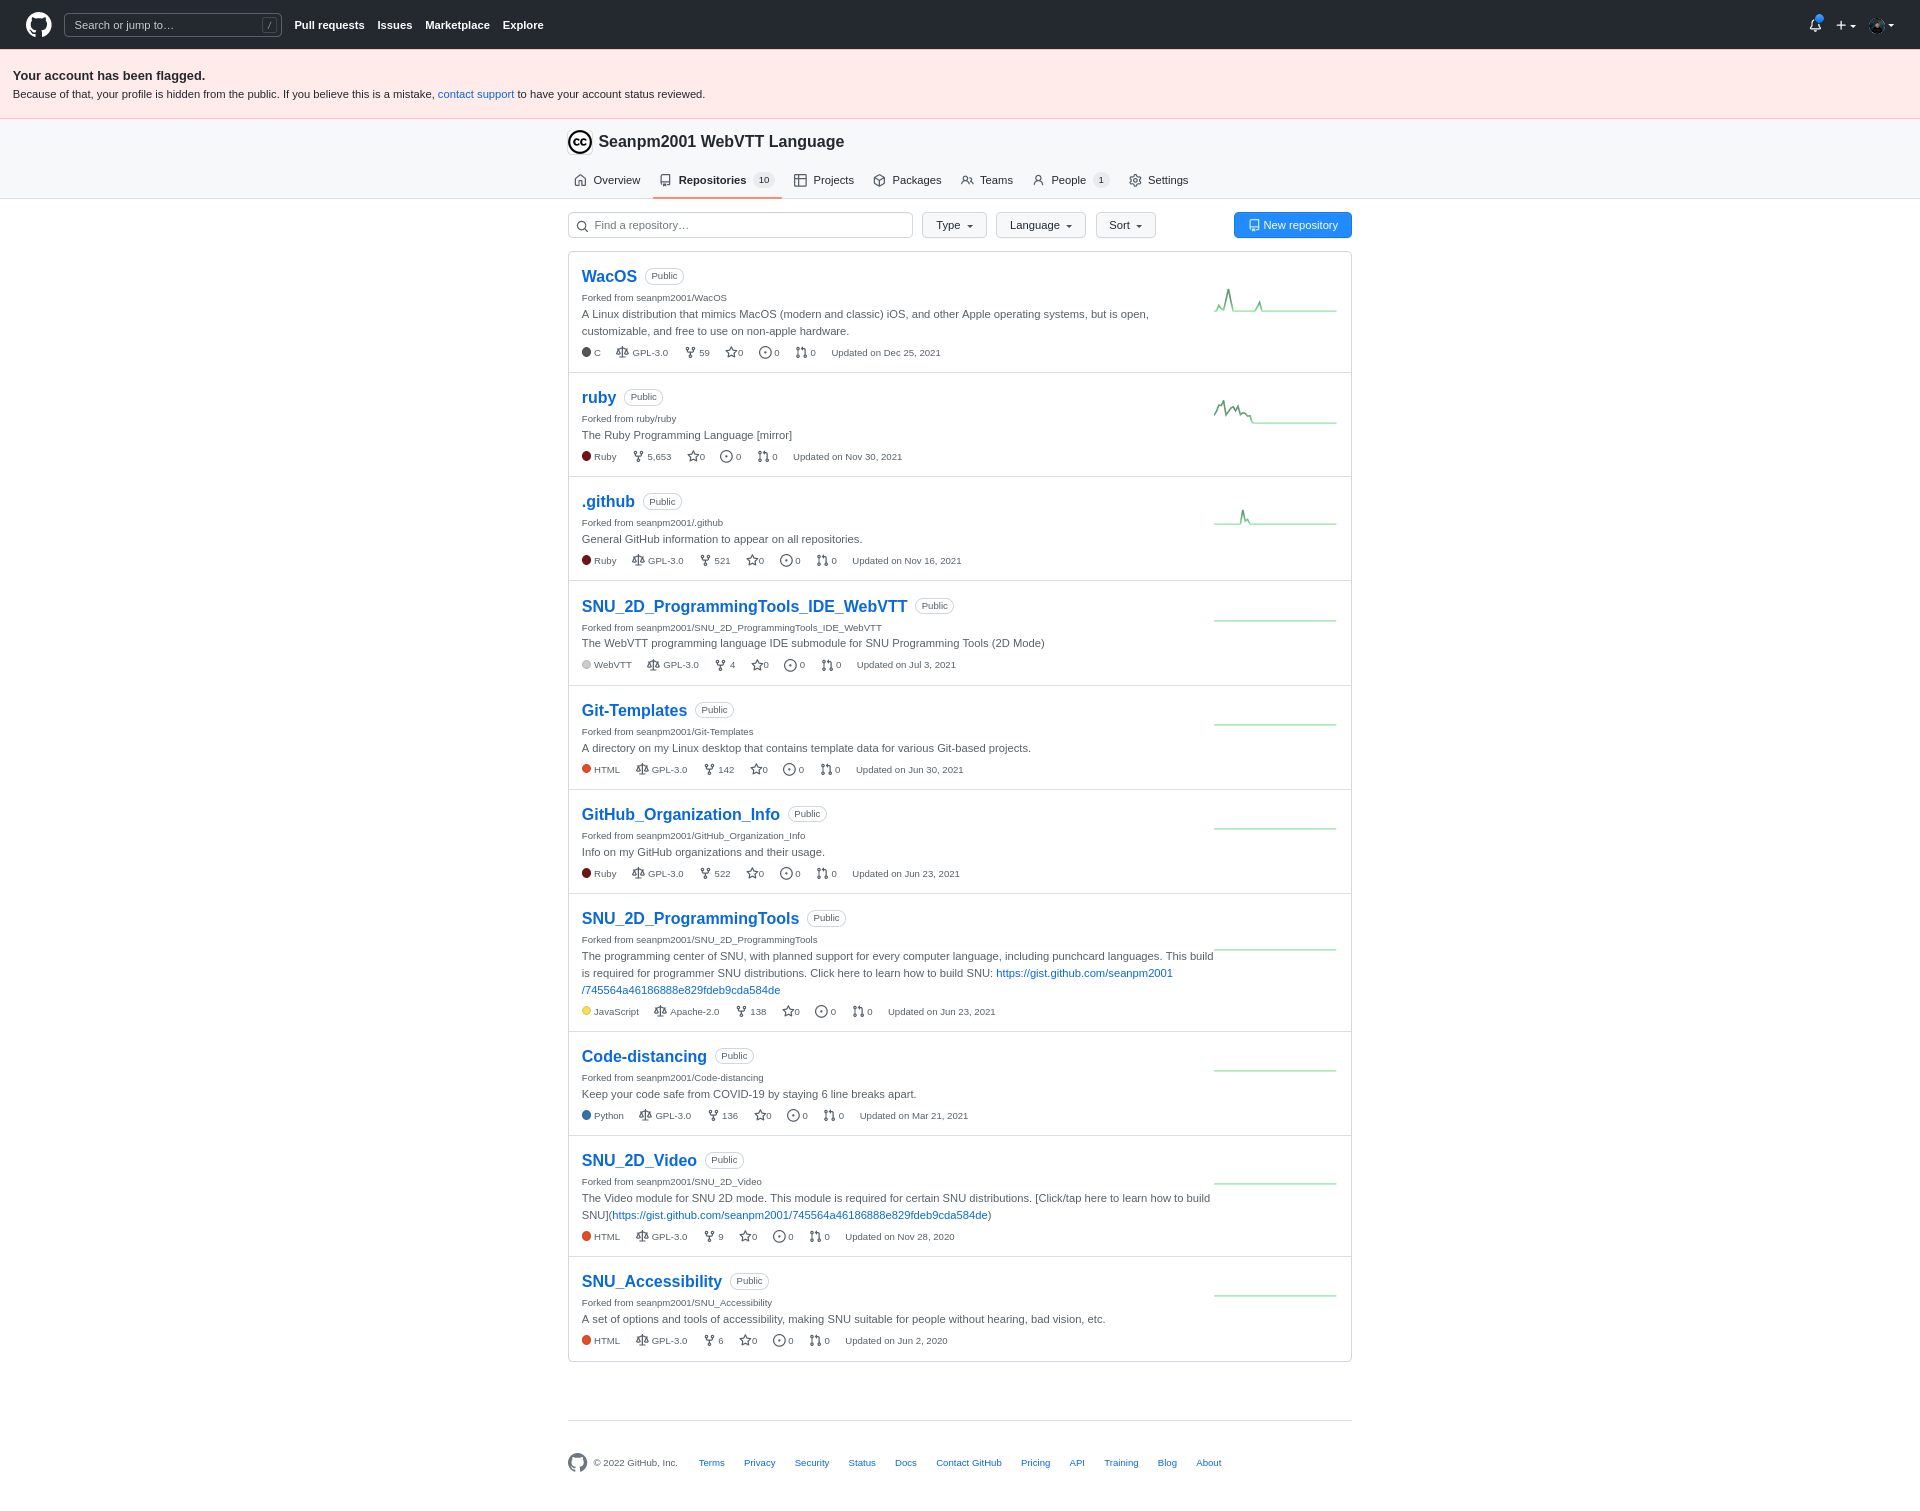 Search or jump to…
/
Pull requests
Issues
Marketplace
Explore
Your account has been flagged.
Because of that, your profile is hidden from the public. If you believe this is a mistake, contact support to have your account status reviewed.
cc Seanpm2001 WebVTT Language
Overview
Repositories 10
Projects
Packages
Teams
People 1
Settings
Find a repository…
Type
Language
Sort
New repository
WacOS Public
Forked from seanpm2001/WacOS
A Linux distribution that mimics MacOS (modern and classic) iOS, and other Apple operating systems, but is open,
customizable, and free to use on non-apple hardware.
C GPL-3.0 59 0 0 0 Updated on Dec 25, 2021
ruby Public
Forked from ruby/ruby
The Ruby Programming Language [mirror]
Ruby 5,653 0 0 0 Updated on Nov 30, 2021
.github Public
Forked from seanpm2001/.github
General GitHub information to appear on all repositories.
Ruby GPL-3.0 521 0 0 0 Updated on Nov 16, 2021
SNU_2D_ProgrammingTools_IDE_WebVTT Public
Forked from seanpm2001/SNU_2D_ProgrammingTools_IDE_WebVTT
The WebVTT programming language IDE submodule for SNU Programming Tools (2D Mode)
WebVTT GPL-3.0 4 0 0 0 Updated on Jul 3, 2021
Git-Templates Public
Forked from seanpm2001/Git-Templates
A directory on my Linux desktop that contains template data for various Git-based projects.
HTML GPL-3.0 142 0 0 0 Updated on Jun 30, 2021
GitHub_Organization_Info Public
Forked from seanpm2001/GitHub_Organization_Info
Info on my GitHub organizations and their usage.
Ruby GPL-3.0 522 0 0 0 Updated on Jun 23, 2021
SNU_2D_ProgrammingTools Public
Forked from seanpm2001/SNU_2D_ProgrammingTools
The programming center of SNU, with planned support for every computer language, including punchcard languages. This build
is required for programmer SNU distributions. Click here to learn how to build SNU: https://gist.github.com/seanpm2001
/745564a46186888e829fdeb9cda584de
JavaScript Apache-2.0 138 0 0 0 Updated on Jun 23, 2021
Code-distancing Public
Forked from seanpm2001/Code-distancing
Keep your code safe from COVID-19 by staying 6 line breaks apart.
Python GPL-3.0 136 0 0 0 Updated on Mar 21, 2021
SNU_2D_Video Public
Forked from seanpm2001/SNU_2D_Video
The Video module for SNU 2D mode. This module is required for certain SNU distributions. [Click/tap here to learn how to build
SNU](https://gist.github.com/seanpm2001/745564a46186888e829fdeb9cda584de)
HTML GPL-3.0 9 0 0 0 Updated on Nov 28, 2020
SNU_Accessibility Public
Forked from seanpm2001/SNU_Accessibility
A set of options and tools of accessibility, making SNU suitable for people without hearing, bad vision, etc.
HTML GPL-3.0 6 0 0 0 Updated on Jun 2, 2020
© 2022 GitHub, Inc.
Terms
Privacy
Security
Status
Docs
Contact GitHub
Pricing
API
Training
Blog
About